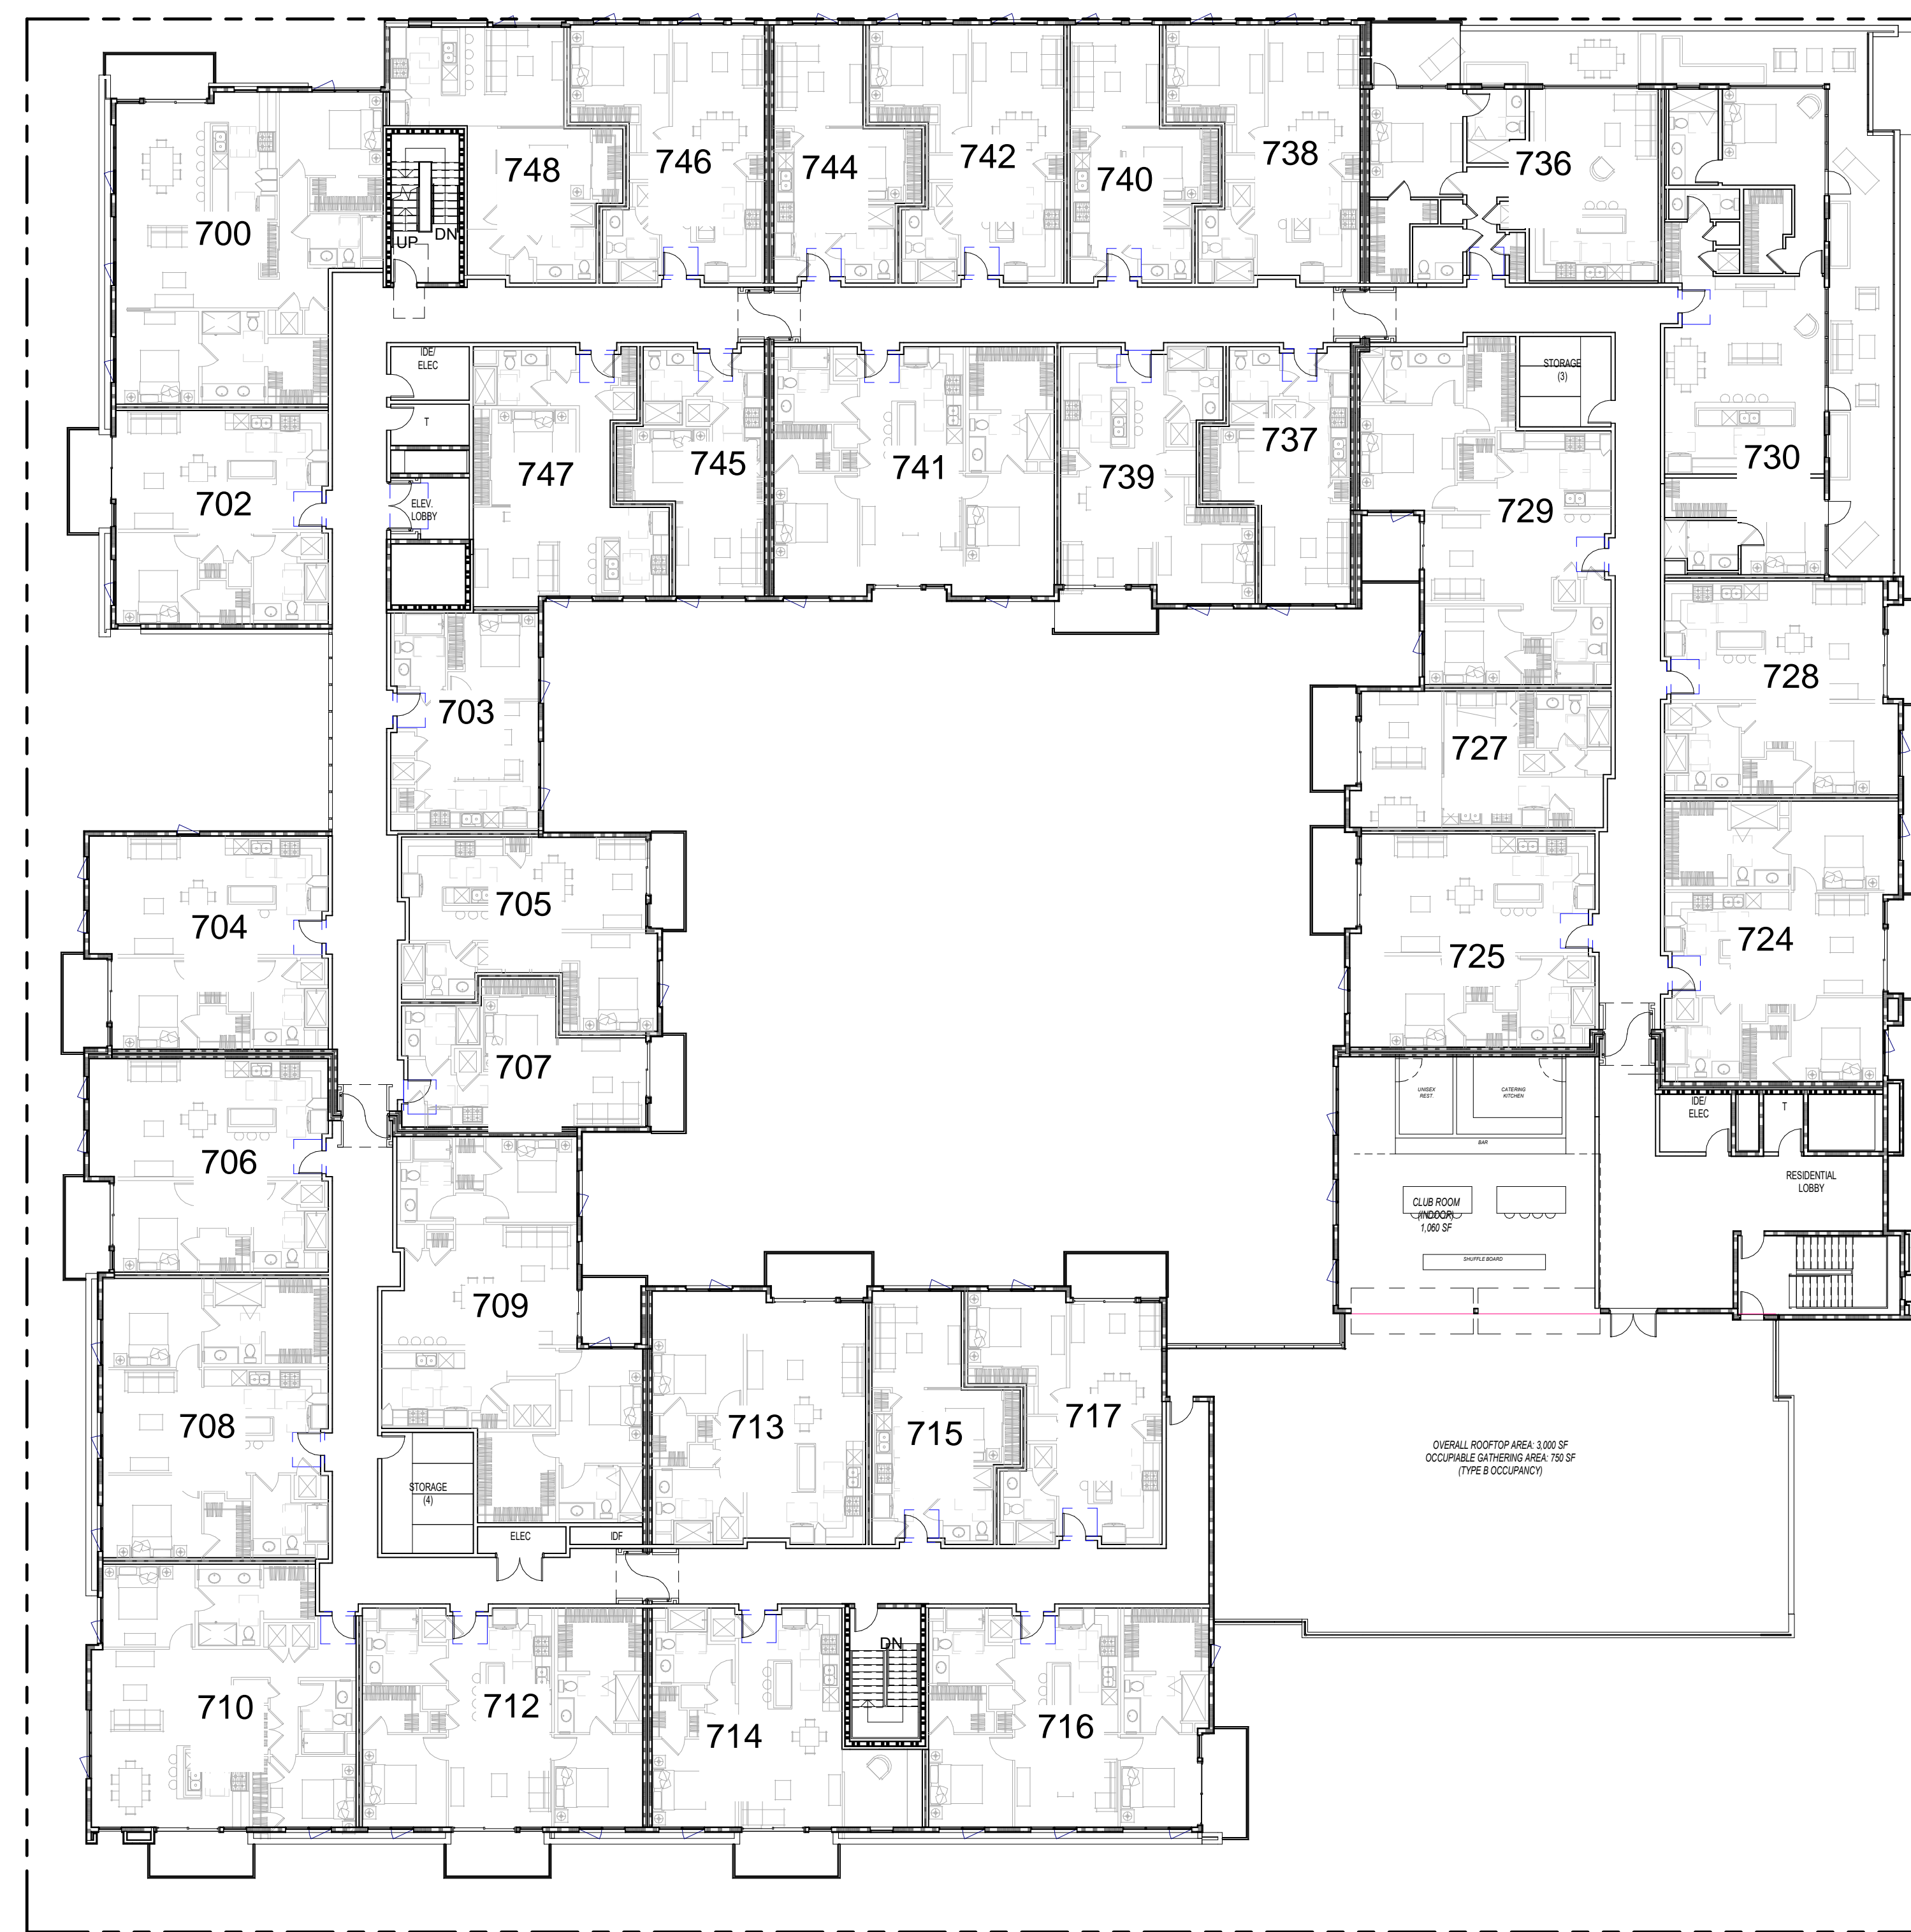 748
746
744
742
740
738
736
700
UP
DN
IDE/
ELEC
T
ELEV.
LOBBY
747
745
741
739
737
STORAGE
(3)
729
730
702
703
727
728
704
705
725
724
706
707
UNISEX
REST.
CATERING
KITCHEN
BAR
IDE/
ELEC
T
RESIDENTIAL
LOBBY
CLUB ROOM
(INDOOR)
1,060 SF
SHUFFLE BOARD
708
709
713
715
717
STORAGE
(4)
ELEC
IDF
OVERALL ROOFTOP AREA: 3,000 SF
OCCUPIABLE GATHERING AREA: 750 SF
(TYPE B OCCUPANCY)
710
712
714
DN
716